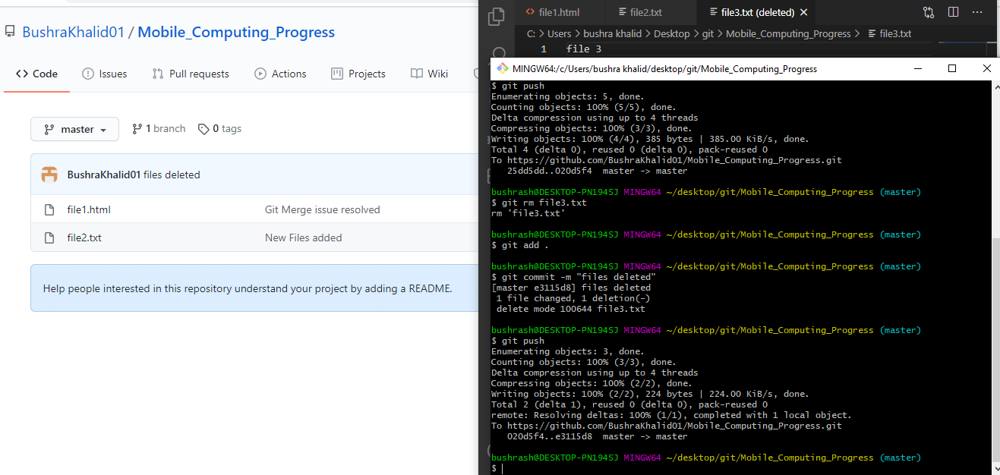 BushraKhalid01 / Mobile_Computing_Progress
Code Issues Pull requests Actions Projects Wiki
master 1 branch 0 tags
BushraKhalid01 files deleted
file1.html Git Merge issue resolved
file2.txt New Files added
Help people interested in this repository understand your project by adding a README.
file1.html file2.txt file3.txt (deleted)
C: > Users > bushra khalid > Desktop > git > Mobile_Computing_Progress > file3.txt
1 file 3
MINGW64:/c/Users/bushra khalid/desktop/git/Mobile_Computing_Progress
$ git push
Enumerating objects: 5, done.
Counting objects: 100% (5/5), done.
Delta compression using up to 4 threads
Compressing objects: 100% (3/3), done.
Writing objects: 100% (4/4), 385 bytes | 385.00 KiB/s, done.
Total 4 (delta 0), reused 0 (delta 0), pack-reused 0
To https://github.com/BushraKhalid01/Mobile_Computing_Progress.git
25dd5dd..020d5f4 master -> master
bushrash@DESKTOP-PN194SJ MINGW64 ~/desktop/git/Mobile_Computing_Progress (master)
$ git rm file3.txt
rm 'file3.txt'
bushrash@DESKTOP-PN194SJ MINGW64 ~/desktop/git/Mobile_Computing_Progress (master)
$ git add .
bushrash@DESKTOP-PN194SJ MINGW64 ~/desktop/git/Mobile_Computing_Progress (master)
$ git commit -m "files deleted"
[master e3115d8] files deleted
1 file changed, 1 deletion(-)
delete mode 100644 file3.txt
bushrash@DESKTOP-PN194SJ MINGW64 ~/desktop/git/Mobile_Computing_Progress (master)
$ git push
Enumerating objects: 3, done.
Counting objects: 100% (3/3), done.
Delta compression using up to 4 threads
Compressing objects: 100% (2/2), done.
Writing objects: 100% (2/2), 224 bytes | 224.00 KiB/s, done.
Total 2 (delta 1), reused 0 (delta 0), pack-reused 0
remote: Resolving deltas: 100% (1/1), completed with 1 local object.
To https://github.com/BushraKhalid01/Mobile_Computing_Progress.git
020d5f4..e3115d8 master -> master
bushrash@DESKTOP-PN194SJ MINGW64 ~/desktop/git/Mobile_Computing_Progress (master)
$